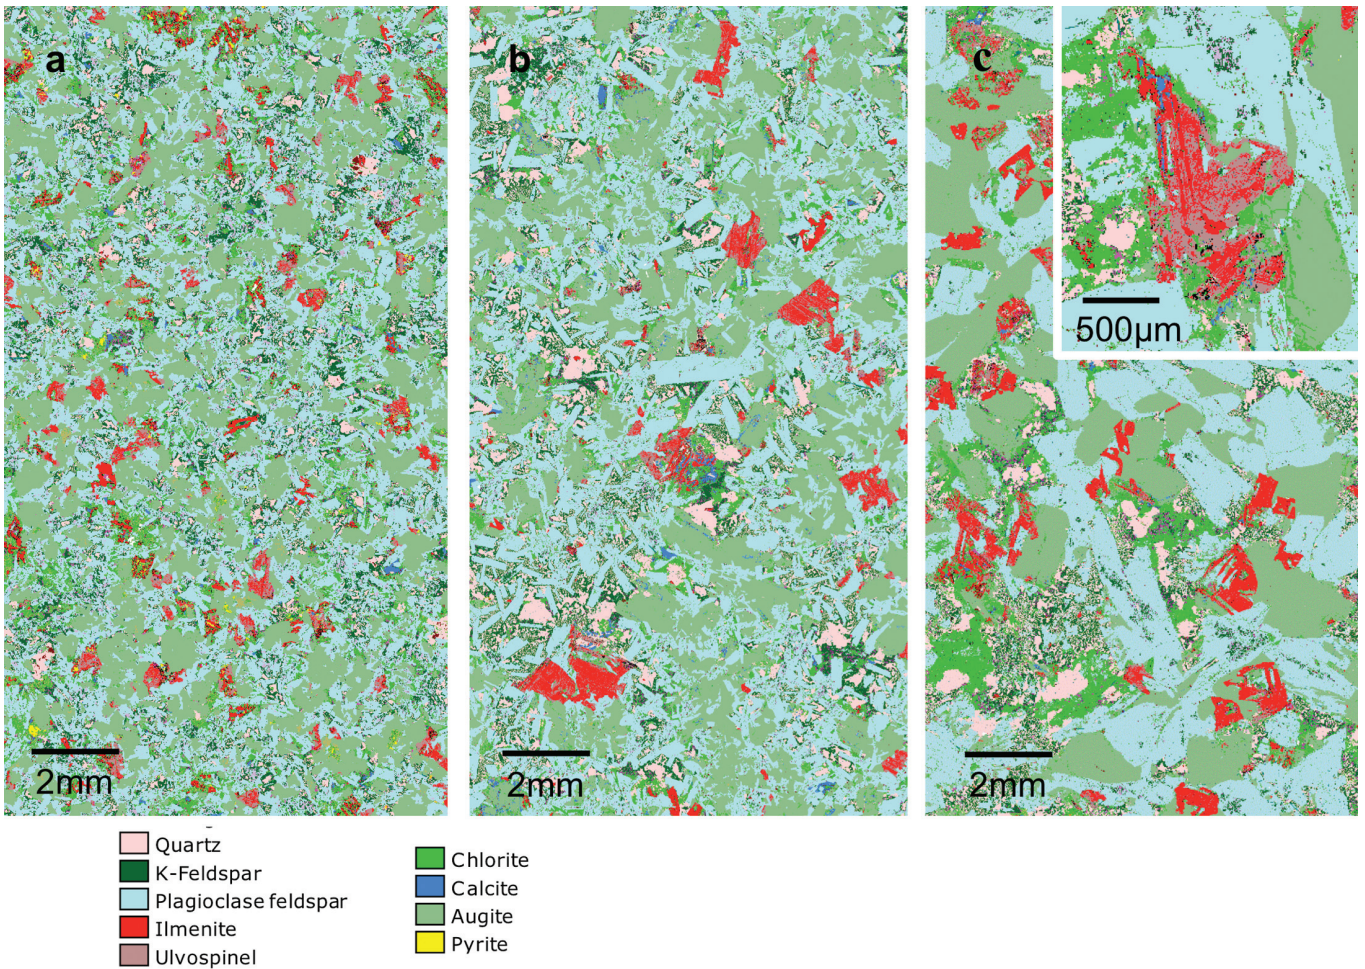 a
b
c
500µm
2mm
2mm
2mm
Quartz
K-Feldspar
Plagioclase feldspar
Ilmenite
Ulvospinel
Chlorite
Calcite
Augite
Pyrite